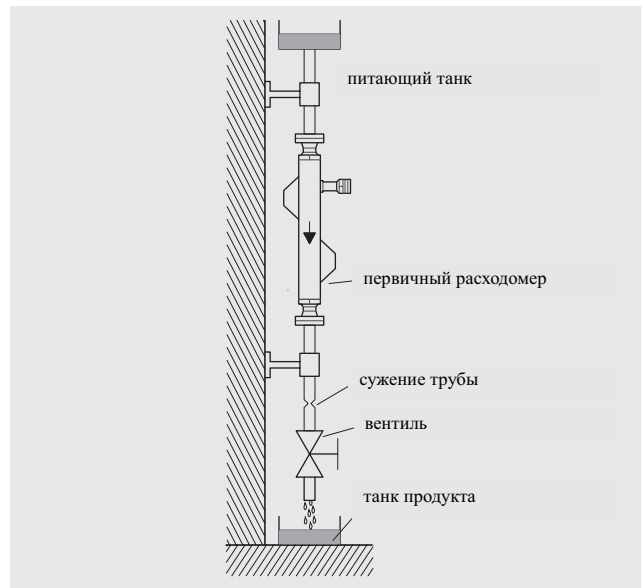 питающий танк
первичный расходомер
сужение трубы
вентиль
танк продукта